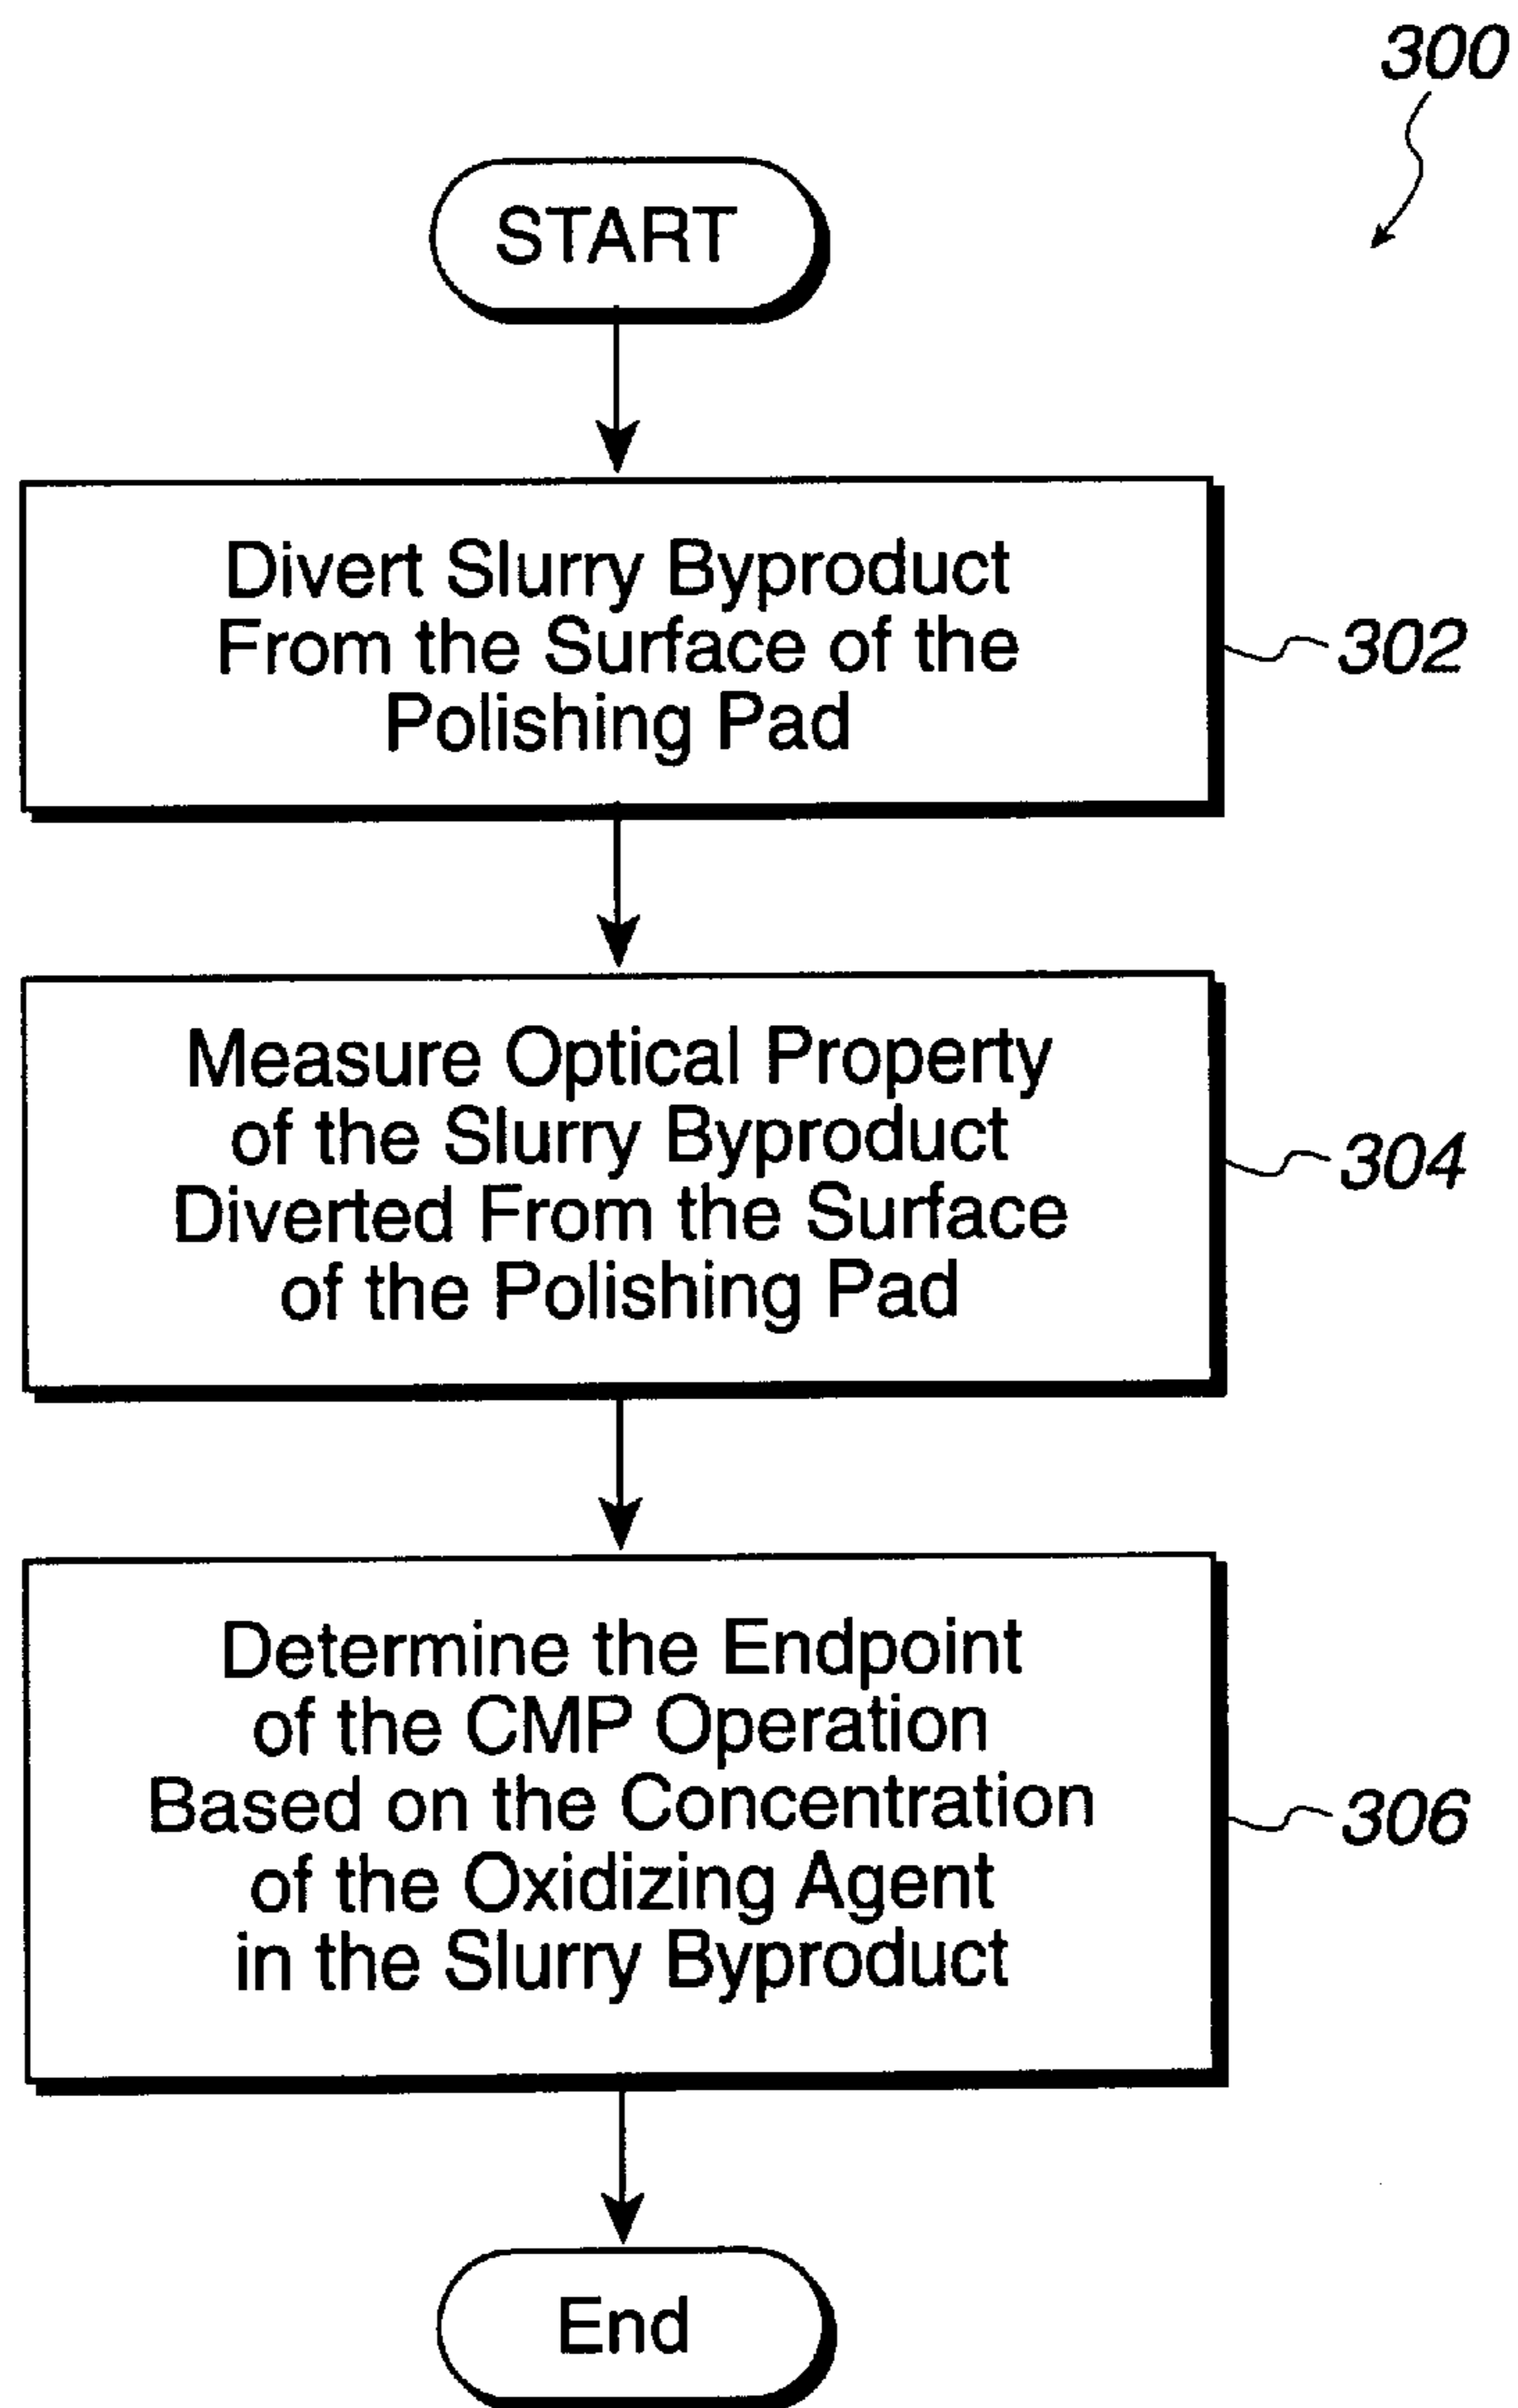 300
START
Divert Slurry Byproduct
From the Surface of the
Polishing Pad
302
Measure Optical Property
of the Slurry Byproduct
Diverted From the Surface
of the Polishing Pad
304
Determine the Endpoint
of the CMP Operation
Based on the Concentration
of the Oxidizing Agent
in the Slurry Byproduct
306
End